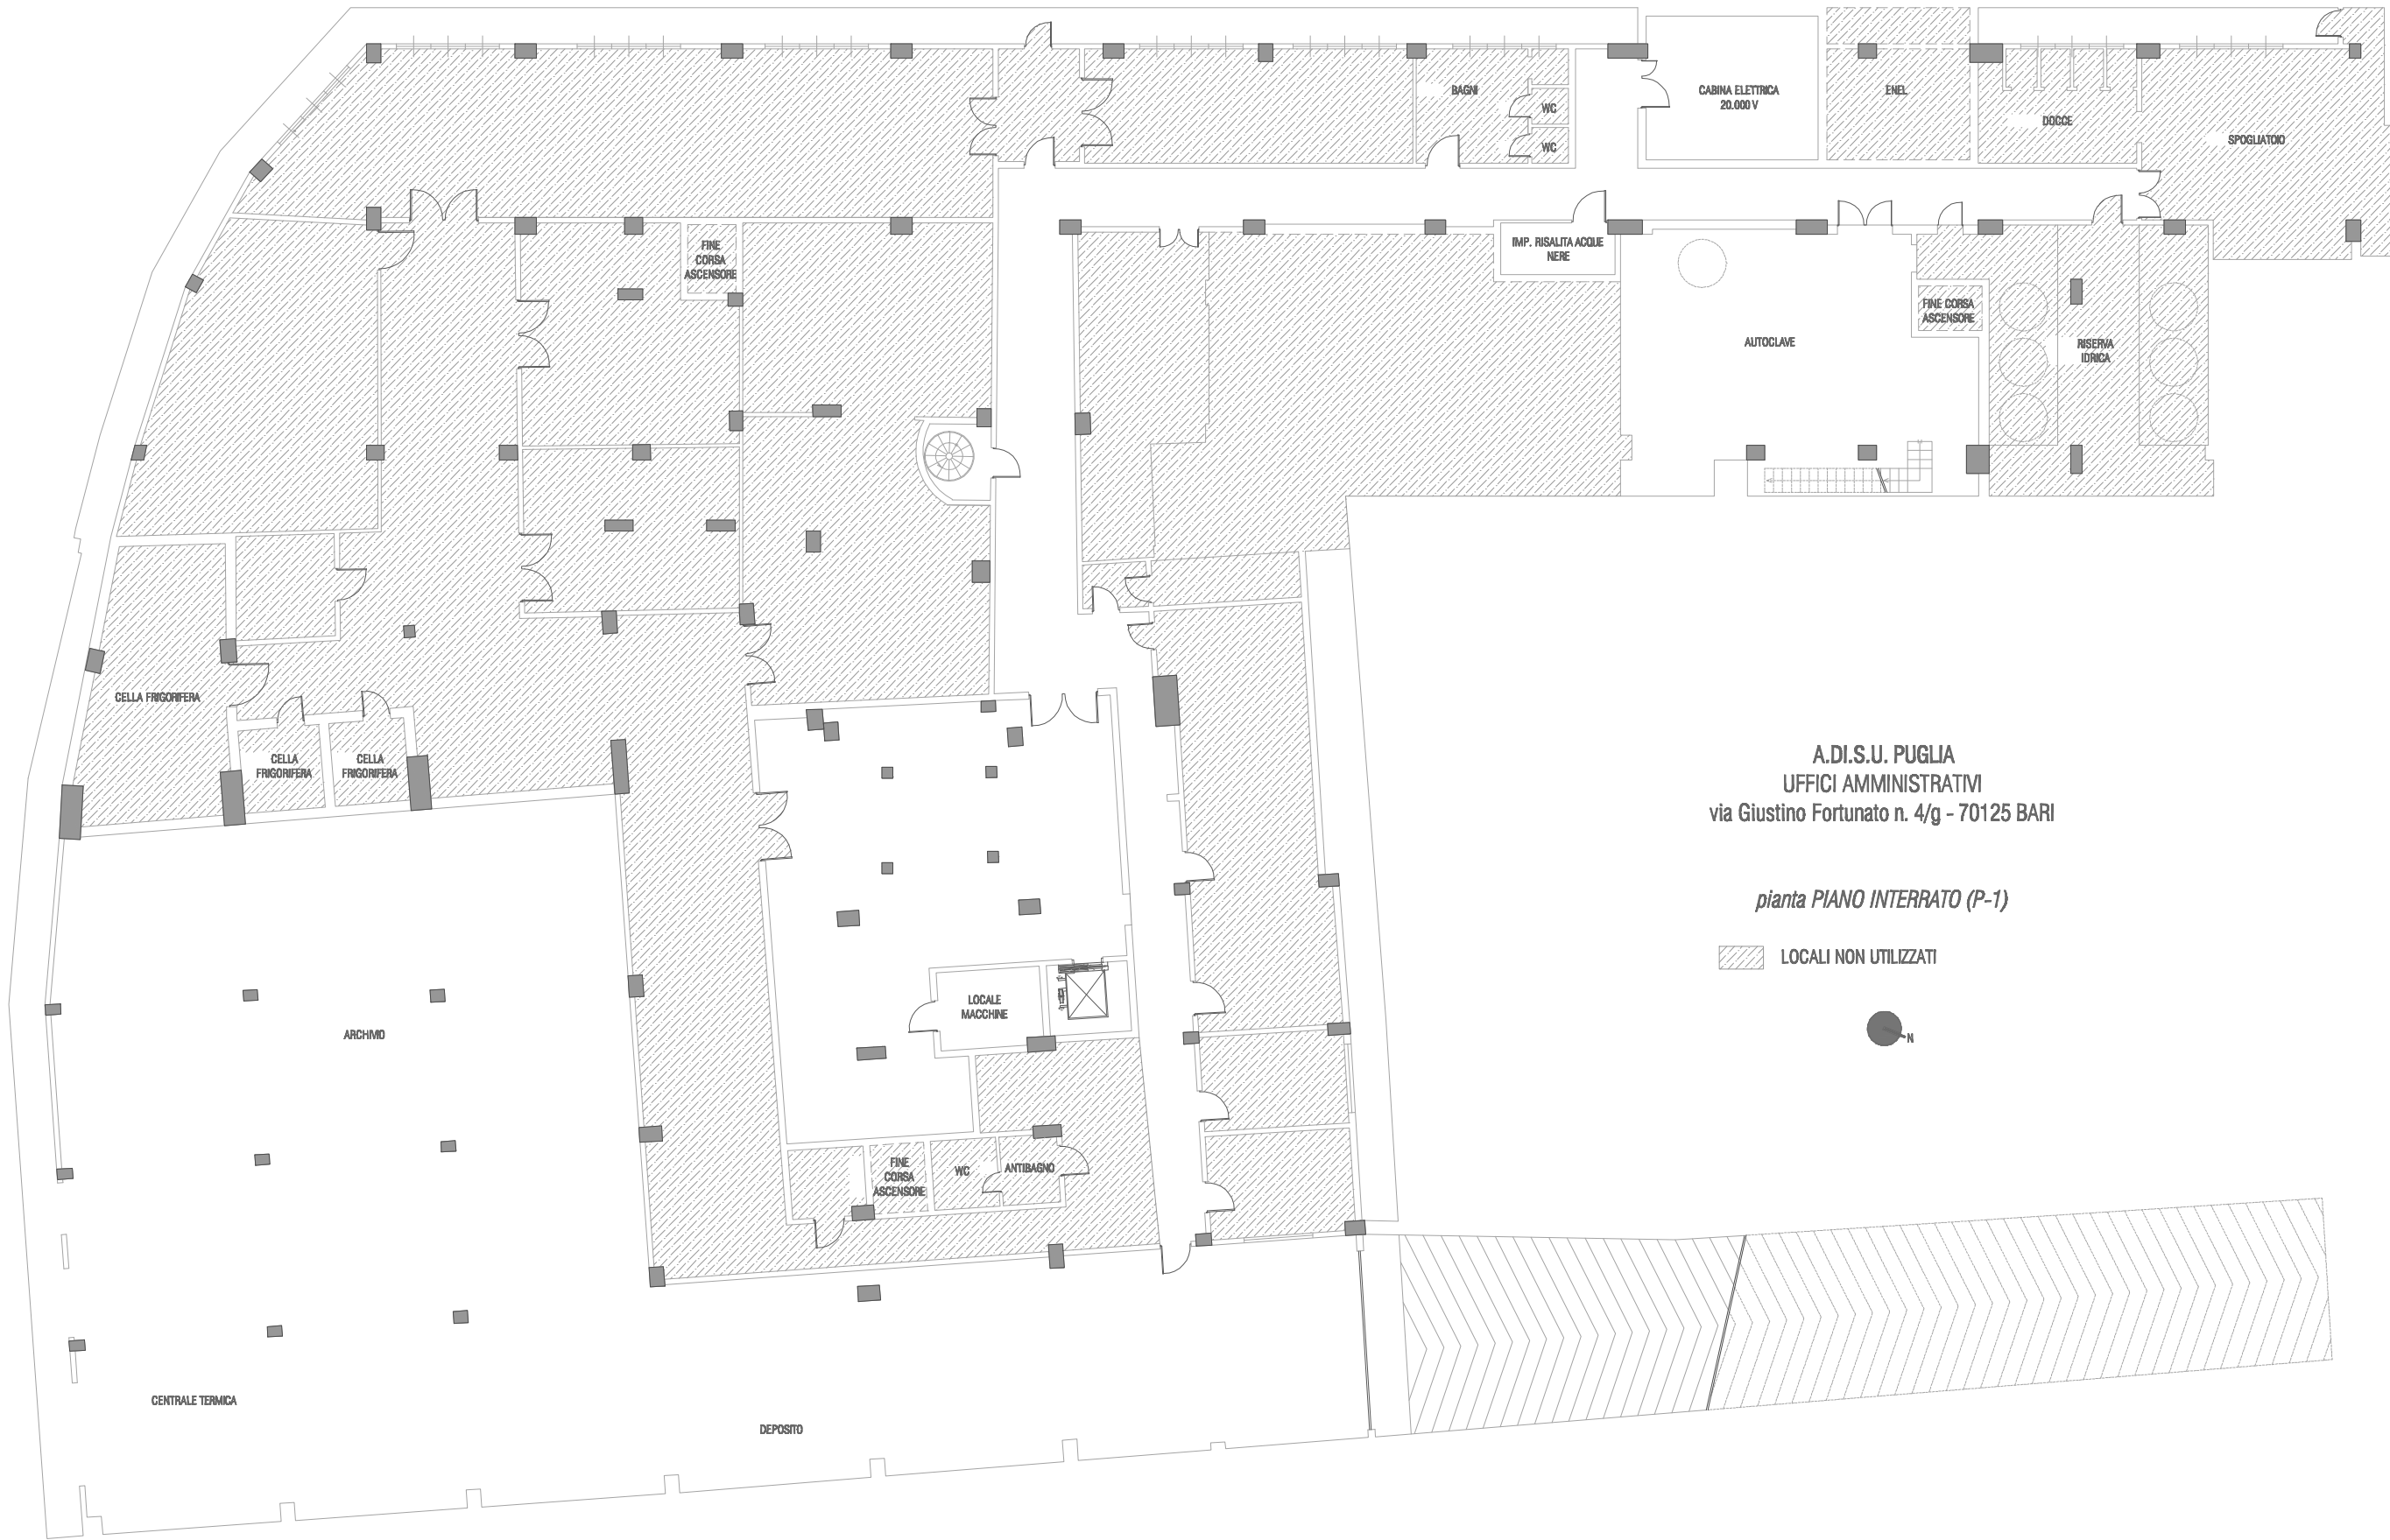 BAGNI
WC
WC
CABINA ELETTRICA
20.000 V
ENEL
DOCCE
SPOGLIATOIO
FINE
CORSA
ASCENSORE
IMP. RISALITA ACQUE
NERE
AUTOCLAVE
FINE CORSA
ASCENSORE
RISERVA
IDRICA
CELLA FRIGORIFERA
CELLA
FRIGORIFERA
CELLA
FRIGORIFERA
A.DI.S.U. PUGLIA
UFFICI AMMINISTRATIVI
via Giustino Fortunato n. 4/g - 70125 BARI
pianta PIANO INTERRATO (P-1)
LOCALI NON UTILIZZATI
N
LOCALE
MACCHINE
ARCHIVIO
FINE
CORSA
ASCENSORE
WC
ANTIBAGNO
CENTRALE TERMICA
DEPOSITO